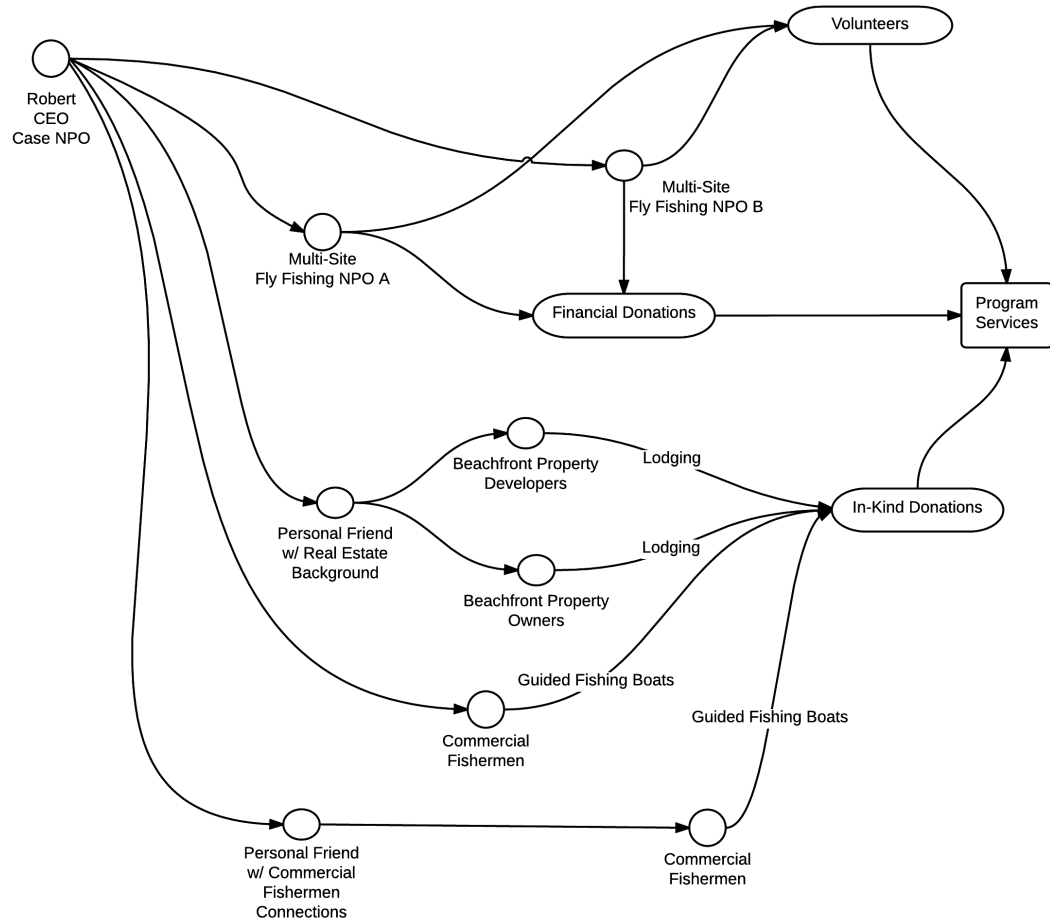 Volunteers
Robert
CEO
Case NPO
Multi-Site
Fly Fishing NPO B
Multi-Site
Fly Fishing NPO A
Financial Donations
Program
Services
Beachfront Property
Developers
Lodging
In-Kind Donations
Personal Friend
w/ Real Estate
Background
Lodging
Beachfront Property
Owners
Guided Fishing Boats
Guided Fishing Boats
Commercial
Fishermen
Personal Friend
w/ Commercial
Fishermen
Connections
Commercial
Fishermen